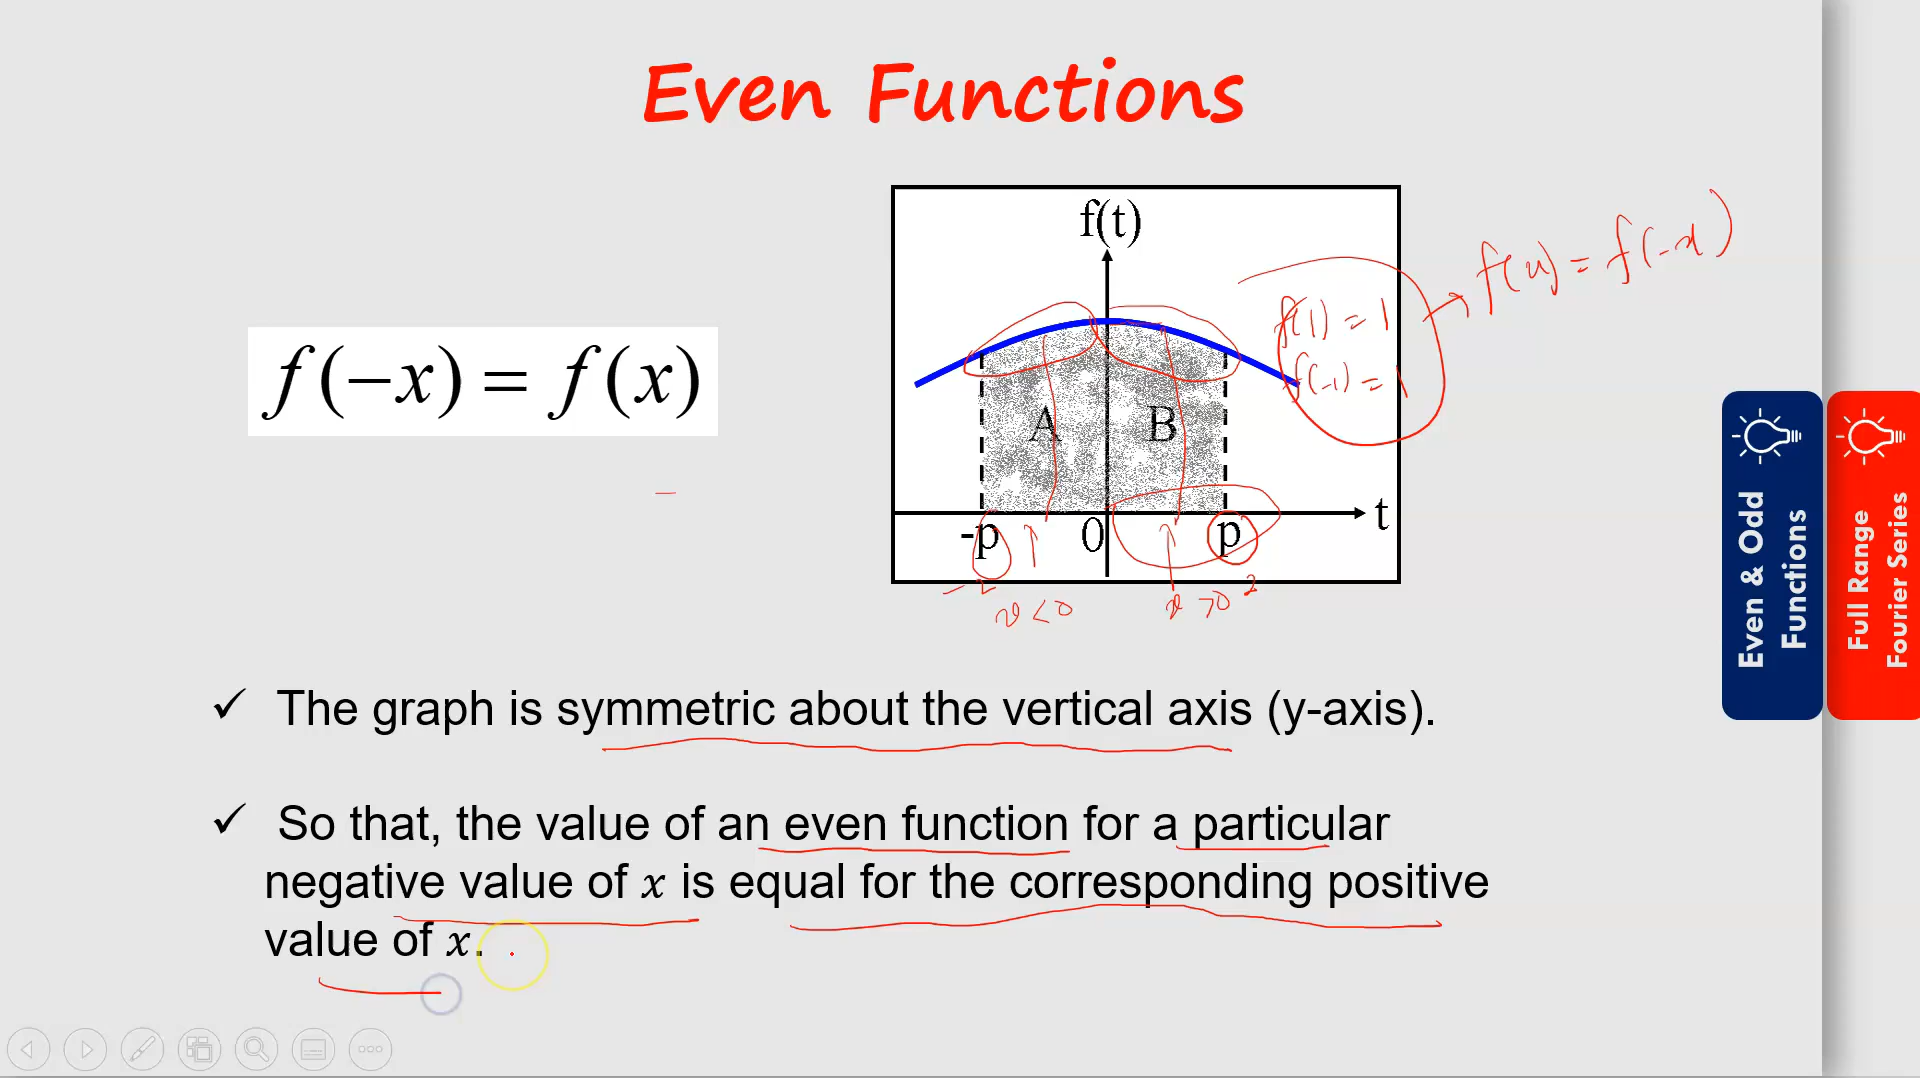 Even Functions
f(−x) = f(x)
f(t)
f(1) = 1
f(-1) = 1
f(x) = f(-x)
A
B
-p
0
p
t
-2
x < 0
x > 0
2
✓ The graph is symmetric about the vertical axis (y-axis).
✓ So that, the value of an even function for a particular
negative value of x is equal for the corresponding positive
value of x.
Even & Odd
Functions
Full Range
Fourier Series